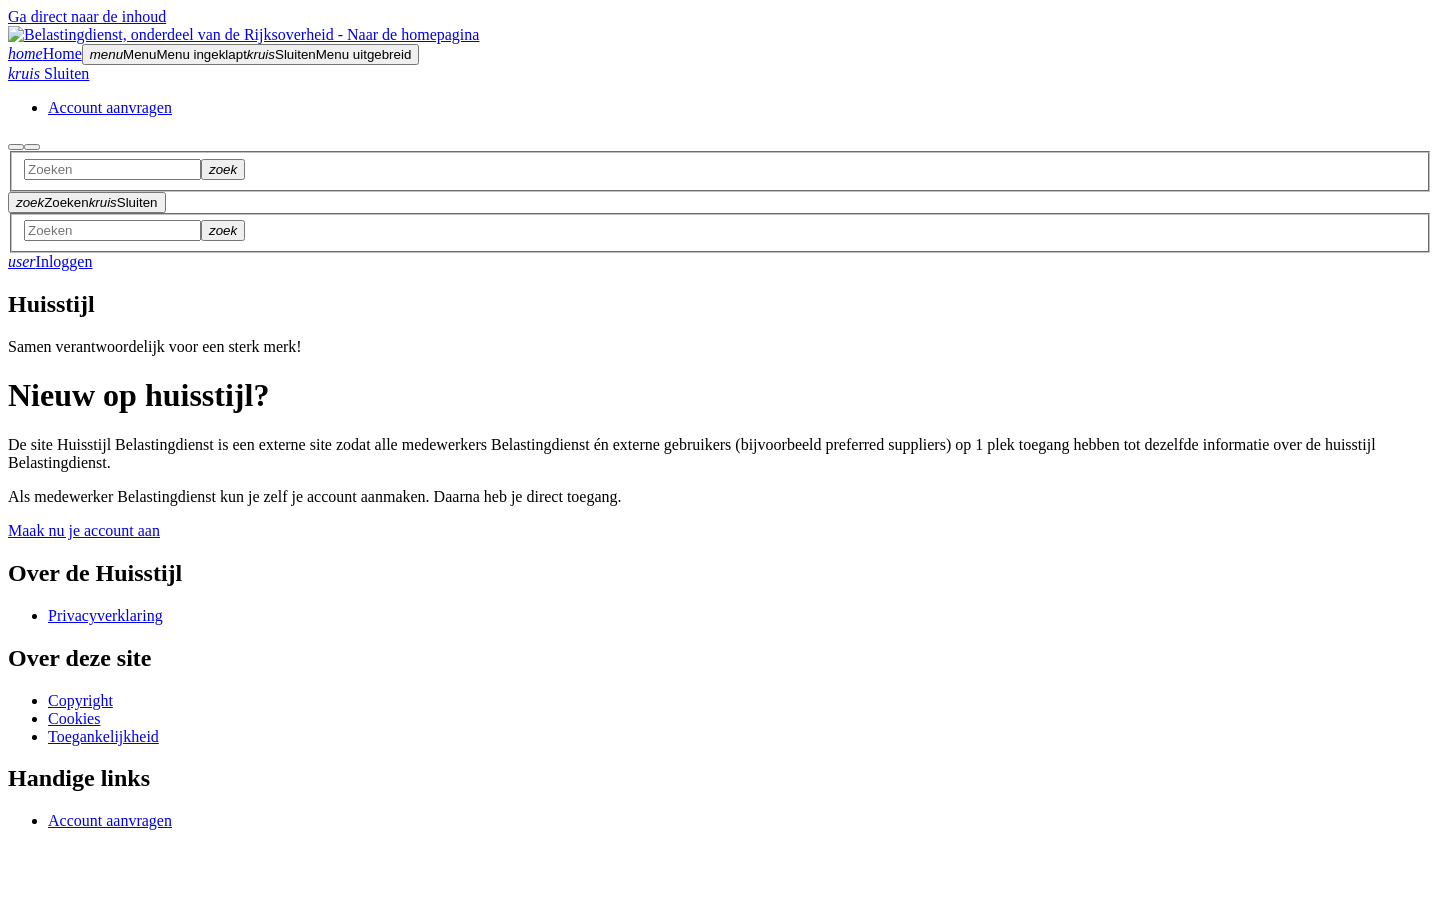 Ga direct naar de inhoud
Belastingdienst, onderdeel van de Rijksoverheid - Naar de homepagina
homeHomemenuMenuMenu ingeklaptkruisSluitenMenu uitgebreid
kruis Sluiten
Account aanvragen
Zoeken zoek
zoekZoekenkruisSluiten
Zoeken zoek
userInloggen
Huisstijl
Samen verantwoordelijk voor een sterk merk!
Nieuw op huisstijl?
De site Huisstijl Belastingdienst is een externe site zodat alle medewerkers Belastingdienst én externe gebruikers (bijvoorbeeld preferred suppliers) op 1 plek toegang hebben tot dezelfde informatie over de huisstijl
Belastingdienst.
Als medewerker Belastingdienst kun je zelf je account aanmaken. Daarna heb je direct toegang.
Maak nu je account aan
Over de Huisstijl
Privacyverklaring
Over deze site
Copyright
Cookies
Toegankelijkheid
Handige links
Account aanvragen